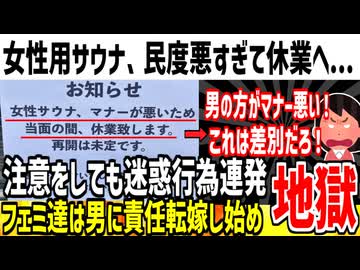 女性用サウナ、民度悪すぎて休業へ...
お知らせ
女性サウナ、マナーが悪いため
当面の間、休業致します。
再開は未定です。
男の方がマナー悪い！
これは差別だろ！
注意をしても迷惑行為連発
フェミ達は男に責任転嫁し始め
地獄